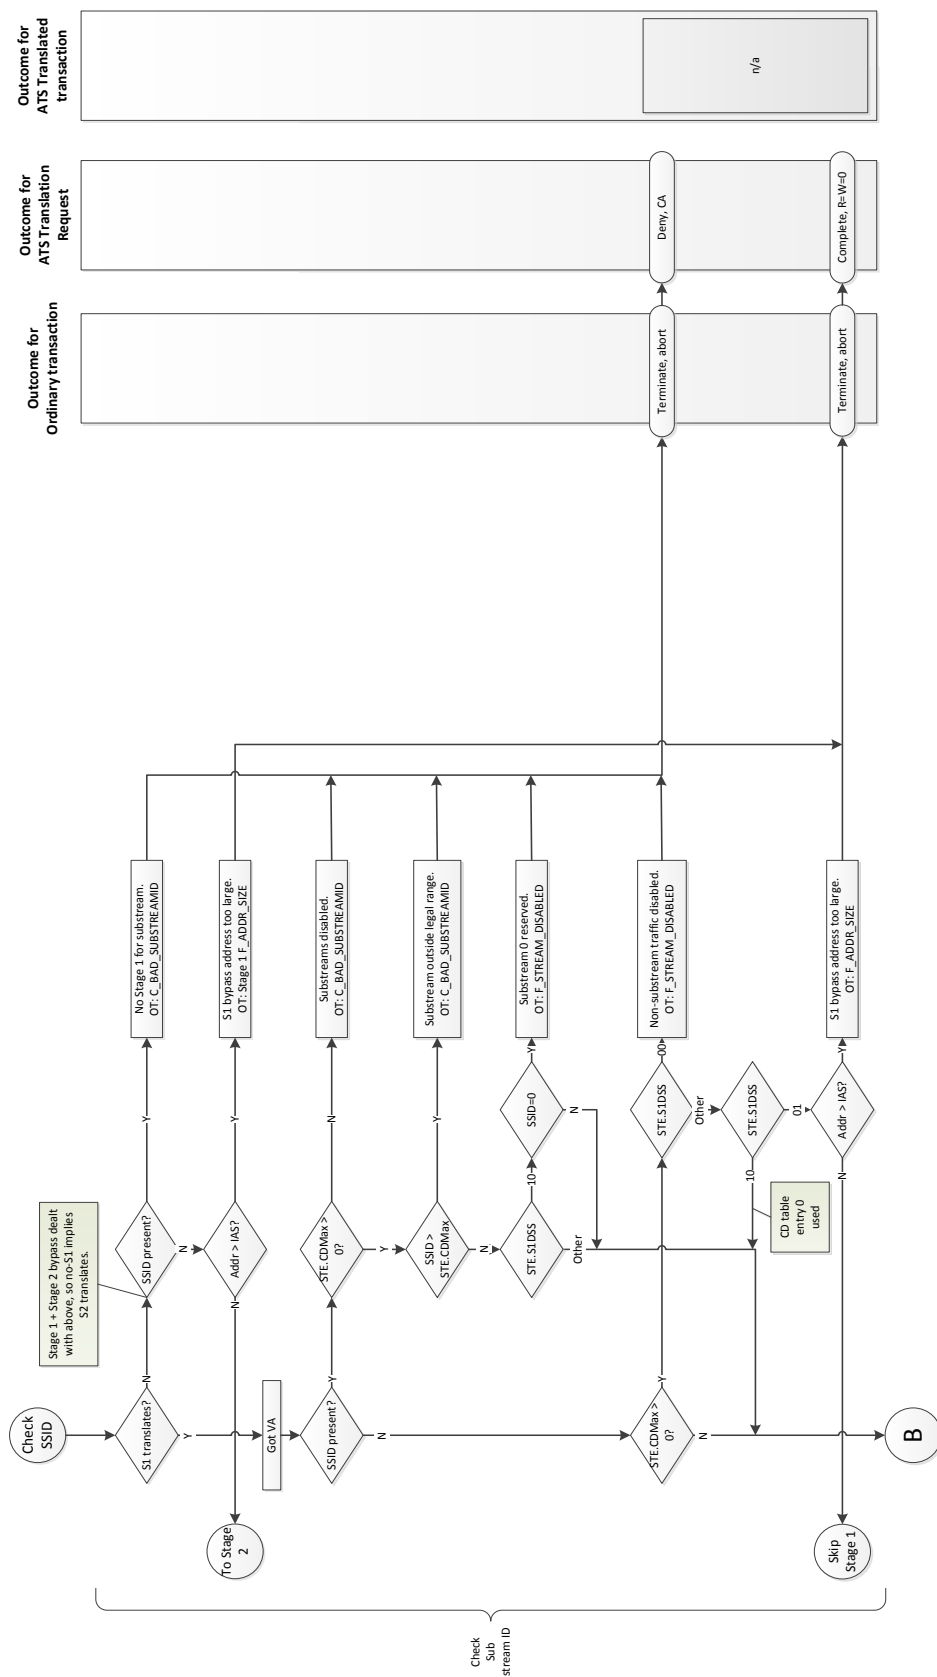 Outcome for
Ordinary transaction
Outcome for
ATS Translation
Request
Outcome for
ATS Translated
transaction
Check
SSID
Stage 1 + Stage 2 bypass dealt
with above, so no-S1 implies
S2 translates.
S1 translates?
N
SSID present?
Y
No Stage 1 for substream.
OT: C_BAD_SUBSTREAMID
Y
N
To Stage
2
N
Addr > IAS?
Y
S1 bypass address too large.
OT: Stage 1 F_ADDR_SIZE
Got VA
SSID present?
Y
STE.CDMax >
0?
N
Substreams disabled.
OT: C_BAD_SUBSTREAMID
N
Y
SSID >
STE.CDMax
Y
Substream outside legal range.
OT: C_BAD_SUBSTREAMID
N
STE.S1DSS
10
SSID=0
Y
Substream 0 reserved.
OT: F_STREAM_DISABLED
Other
N
STE.CDMax >
0?
Y
STE.S1DSS
00
Non-substream traffic disabled.
OT: F_STREAM_DISABLED
Terminate, abort
Deny, CA
n/a
N
Other
10
STE.S1DSS
CD table
entry 0
used
01
Skip
Stage 1
N
Addr > IAS?
Y
S1 bypass address too large.
OT: F_ADDR_SIZE
Terminate, abort
Complete, R=W=0
B
Check
Sub
stream ID